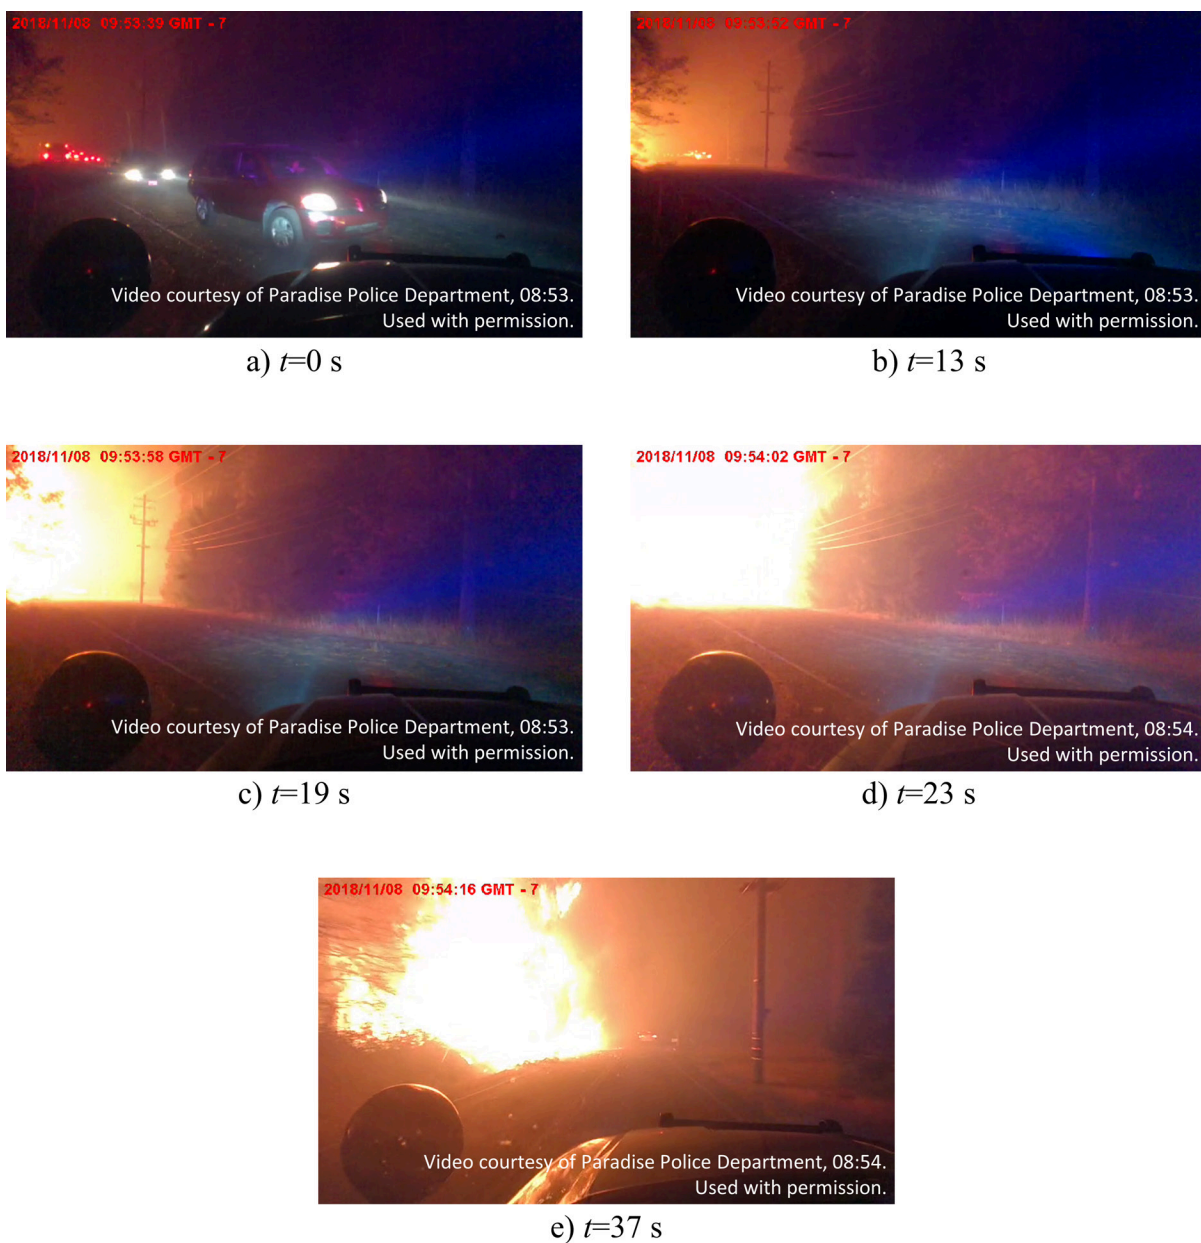 2018/11/08 09:53:39 GMT - 7
Video courtesy of Paradise Police Department, 08:53.
Used with permission.
a) t=0 s
2018/11/08 09:53:52 GMT - 7
Video courtesy of Paradise Police Department, 08:53.
Used with permission.
b) t=13 s
2018/11/08 09:53:58 GMT - 7
Video courtesy of Paradise Police Department, 08:53.
Used with permission.
c) t=19 s
2018/11/08 09:54:02 GMT - 7
Video courtesy of Paradise Police Department, 08:54.
Used with permission.
d) t=23 s
2018/11/08 09:54:16 GMT - 7
Video courtesy of Paradise Police Department, 08:54.
Used with permission.
e) t=37 s